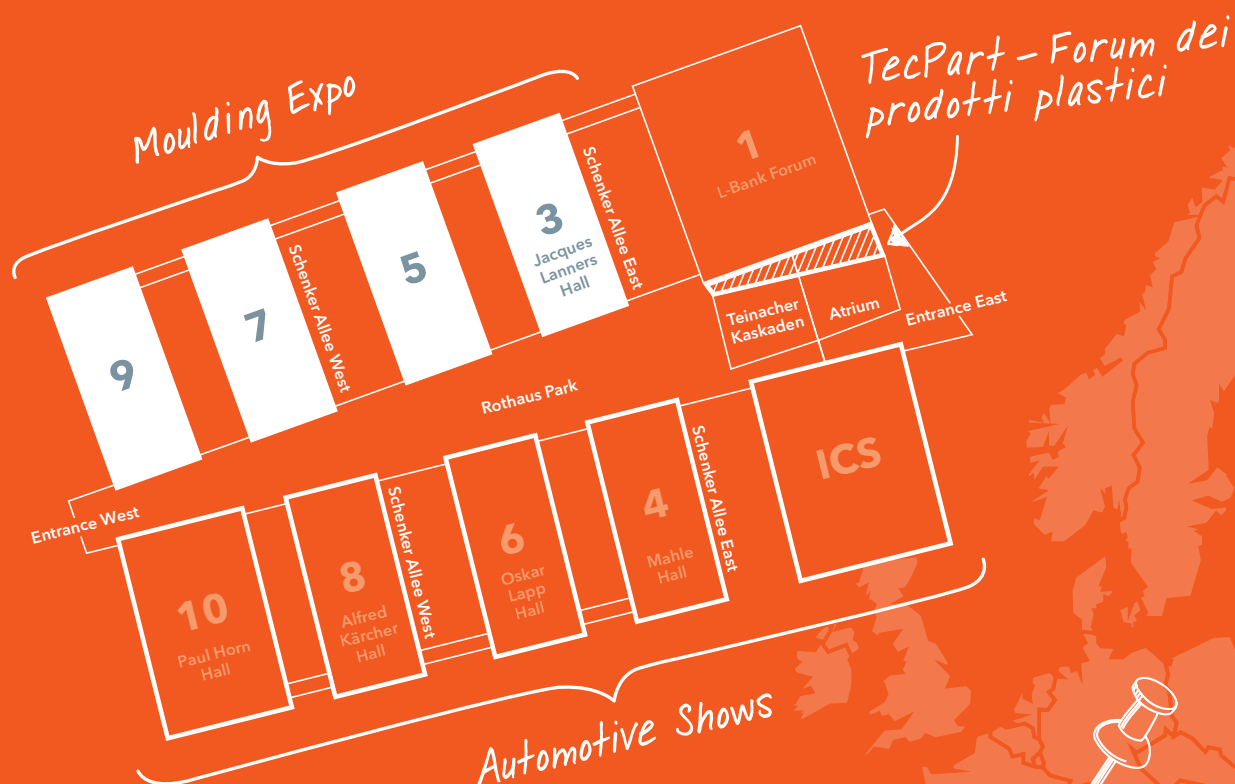 Moulding Expo
TecPart – Forum dei
prodotti plastici
1
L-Bank Forum
3
Jacques
Lanners
Hall
Schenker Allee East
5
7
Schenker Allee West
9
Teinacher
Kaskaden
Atrium
Entrance East
Rothaus Park
Entrance West
10
Paul Horn
Hall
8
Alfred
Kärcher
Hall
Schenker Allee West
6
Oskar
Lapp
Hall
4
Mahle
Hall
Schenker Allee East
ICS
Automotive Shows